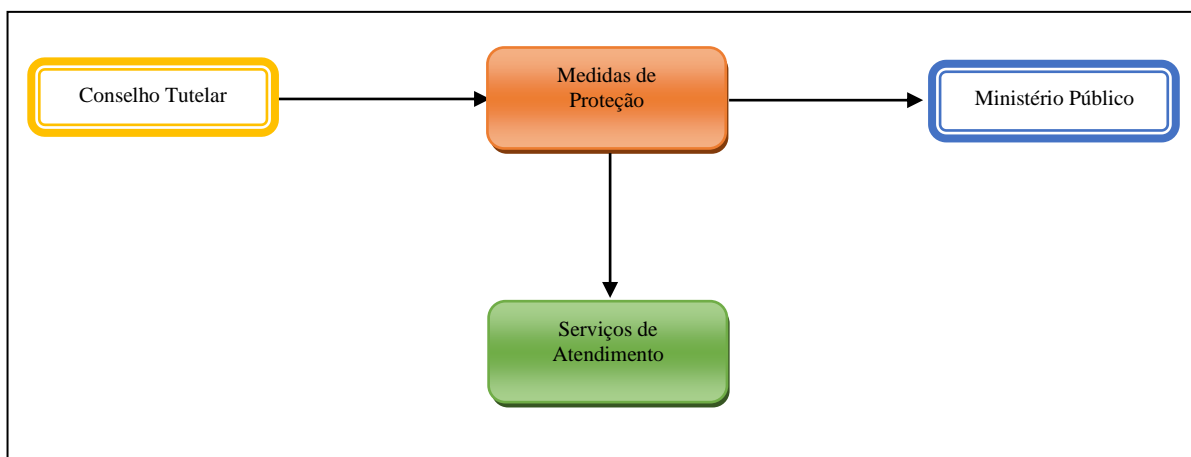 Conselho Tutelar
Medidas de
Proteção
Ministério Público
Serviços de
Atendimento